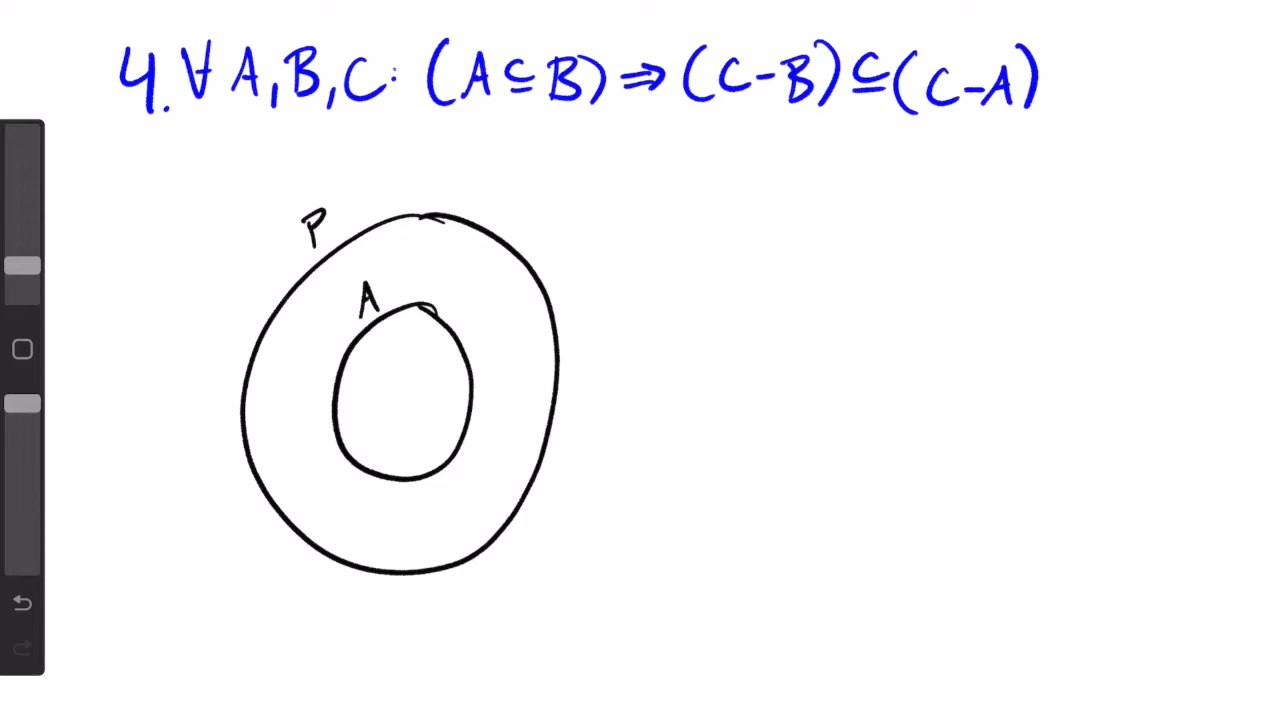 4. ∀ A,B,C: (A ⊆ B) ⇒ (C-B) ⊆ (C-A)
P
A